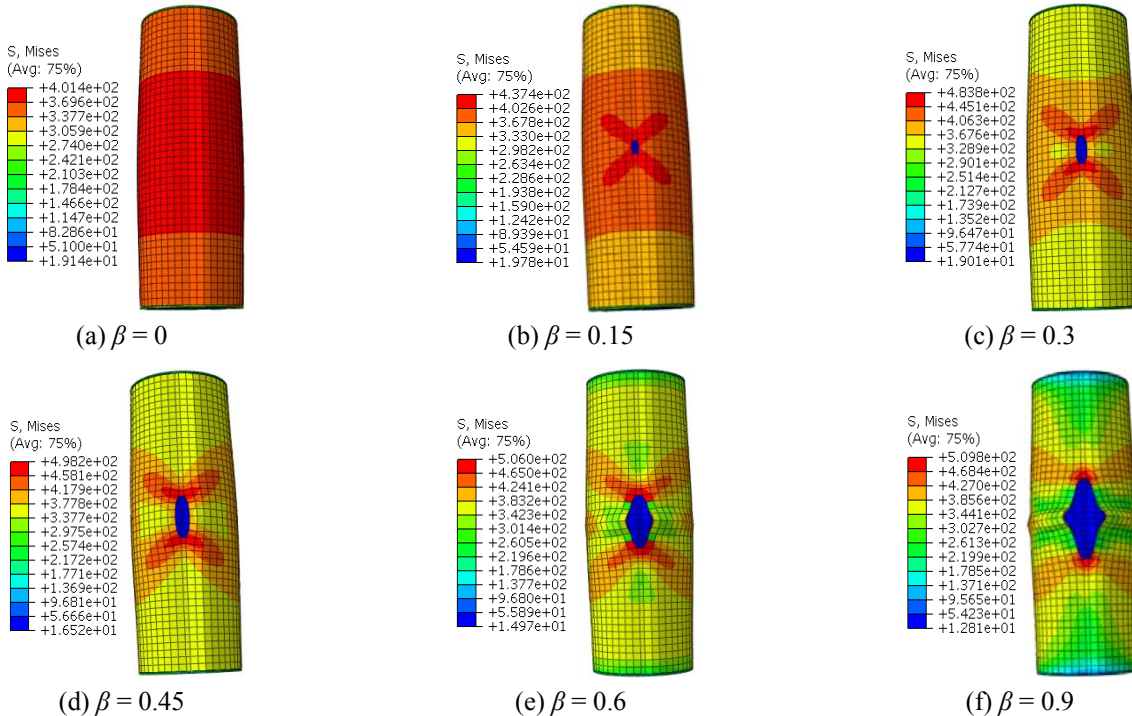 S, Mises
(Avg: 75%)
+4.014e+02
+3.696e+02
+3.377e+02
+3.059e+02
+2.740e+02
+2.421e+02
+2.103e+02
+1.784e+02
+1.466e+02
+1.147e+02
+8.286e+01
+5.100e+01
+1.914e+01
(a) β = 0
S, Mises
(Avg: 75%)
+4.374e+02
+4.026e+02
+3.678e+02
+3.330e+02
+2.982e+02
+2.634e+02
+2.286e+02
+1.938e+02
+1.590e+02
+1.242e+02
+8.939e+01
+5.459e+01
+1.978e+01
(b) β = 0.15
S, Mises
(Avg: 75%)
+4.838e+02
+4.451e+02
+4.063e+02
+3.676e+02
+3.289e+02
+2.901e+02
+2.514e+02
+2.127e+02
+1.739e+02
+1.352e+02
+9.647e+01
+5.774e+01
+1.901e+01
(c) β = 0.3
S, Mises
(Avg: 75%)
+4.982e+02
+4.581e+02
+4.179e+02
+3.778e+02
+3.377e+02
+2.975e+02
+2.574e+02
+2.172e+02
+1.771e+02
+1.369e+02
+9.681e+01
+5.666e+01
+1.652e+01
(d) β = 0.45
S, Mises
(Avg: 75%)
+5.060e+02
+4.650e+02
+4.241e+02
+3.832e+02
+3.423e+02
+3.014e+02
+2.605e+02
+2.196e+02
+1.786e+02
+1.377e+02
+9.680e+01
+5.589e+01
+1.497e+01
(e) β = 0.6
S, Mises
(Avg: 75%)
+5.098e+02
+4.684e+02
+4.270e+02
+3.856e+02
+3.441e+02
+3.027e+02
+2.613e+02
+2.199e+02
+1.785e+02
+1.371e+02
+9.565e+01
+5.423e+01
+1.281e+01
(f) β = 0.9